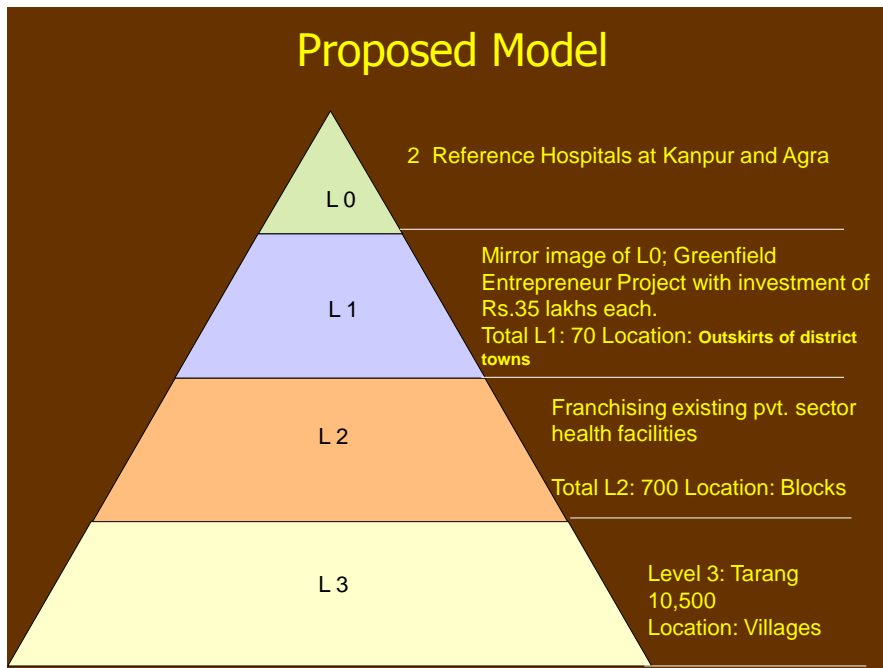 Proposed Model
2 Reference Hospitals at Kanpur and Agra
L 0
Mirror image of L0; Greenfield
Entrepreneur Project with investment of
Rs.35 lakhs each.
Total L1: 70 Location: Outskirts of district
towns
L 1
Franchising existing pvt. sector
health facilities
Total L2: 700 Location: Blocks
L 2
Level 3: Tarang
10,500
Location: Villages
L 3